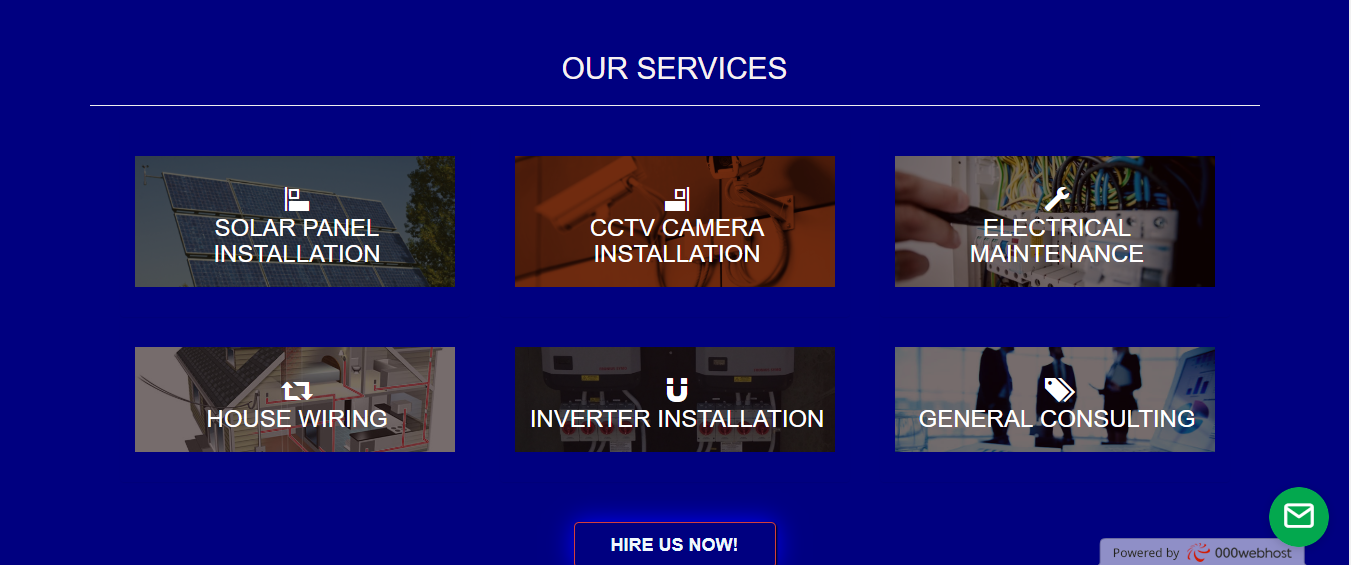 OUR SERVICES
SOLAR PANEL
INSTALLATION
CCTV CAMERA
INSTALLATION
ELECTRICAL
MAINTENANCE
HOUSE WIRING
INVERTER INSTALLATION
GENERAL CONSULTING
HIRE US NOW!
Powered by 000webhost